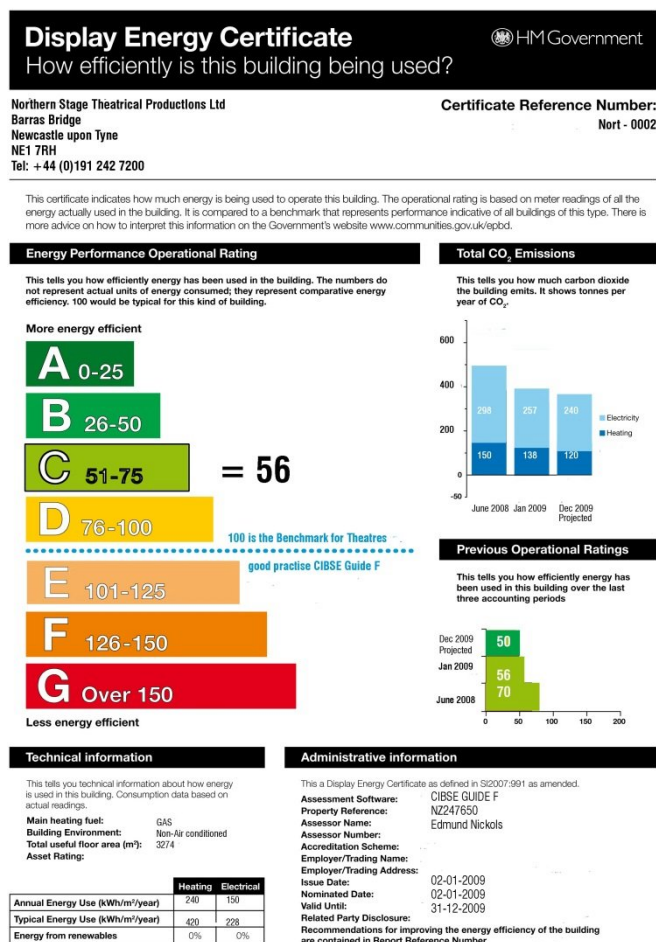 Display Energy Certificate
HM Government
How efficiently is this building being used?
Northern Stage Theatrical Productions Ltd
Barras Bridge
Newcastle upon Tyne
NE1 7RH
Tel: +44 (0)191 242 7200
Certificate Reference Number:
Nort - 0002
This certificate indicates how much energy is being used to operate this building. The operational rating is based on meter readings of all the
energy actually used in the building. It is compared to a benchmark that represents performance indicative of all buildings of this type. There is
more advice on how to interpret this information on the Government's website www.communities.gov.uk/epbd.
Energy Performance Operational Rating
This tells you how efficiently energy has been used in the building. The numbers do
not represent actual units of energy consumed; they represent comparative energy
efficiency. 100 would be typical for this kind of building.
More energy efficient
A 0-25
B 26-50
C 51-75
= 56
D 76-100
100 is the Benchmark for Theatres
good practise CIBSE Guide F
E 101-125
F 126-150
G Over 150
Less energy efficient
Total CO2 Emissions
This tells you how much carbon dioxide
the building emits. It shows tonnes per
year of CO2.
600
400
200
0
-50
298
257
240
150
138
120
Electricity
Heating
June 2008
Jan 2009
Dec 2009
Projected
Previous Operational Ratings
This tells you how efficiently energy has
been used in this building over the last
three accounting periods
Dec 2009
Projected
50
Jan 2009
56
June 2008
70
0 50 100 150 200
Technical information
This tells you technical information about how energy
is used in this building. Consumption data based on
actual readings.
Main heating fuel: GAS
Building Environment: Non-Air conditioned
Total useful floor area (m²): 3274
Asset Rating:
Heating Electrical
Annual Energy Use (kWh/m²/year) 240 150
Typical Energy Use (kWh/m²/year) 420 228
Energy from renewables 0% 0%
Administrative information
This a Display Energy Certificate as defined in SI2007:991 as amended.
Assessment Software: CIBSE GUIDE F
Property Reference: NZ247650
Assessor Name: Edmund Nickols
Assessor Number:
Accreditation Scheme:
Employer/Trading Name:
Employer/Trading Address:
Issue Date: 02-01-2009
Nominated Date: 02-01-2009
Valid Until: 31-12-2009
Related Party Disclosure:
Recommendations for improving the energy efficiency of the building
are contained in Report Reference Number